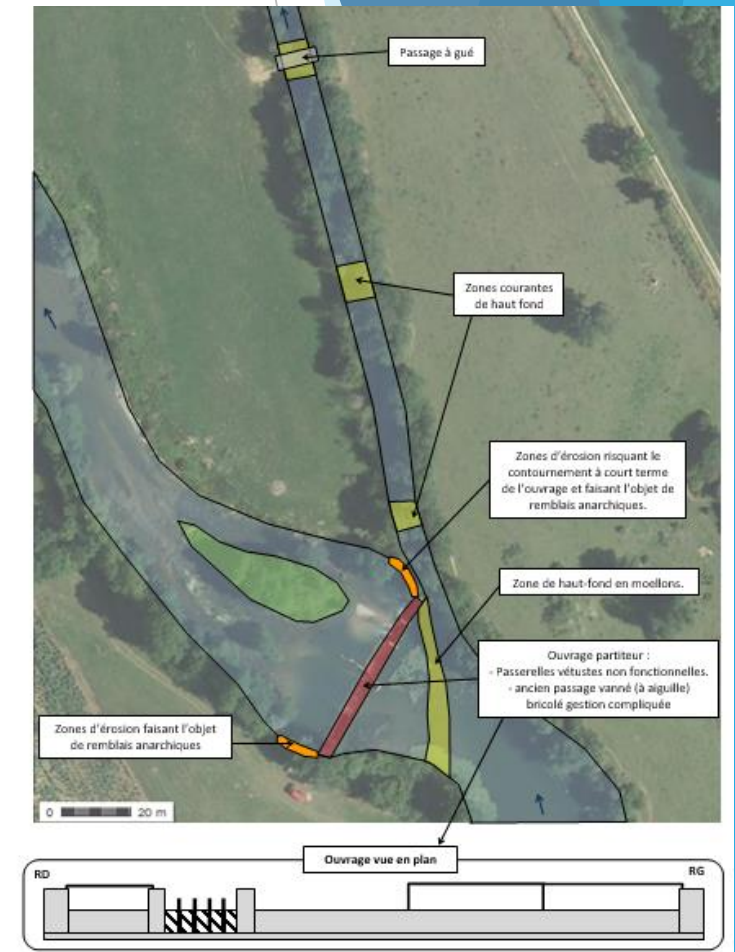 Passage à gué
Zones courantes
de haut fond
Zones d'érosion risquant le
contournement à court terme
de l'ouvrage et faisant l'objet de
remblais anarchiques.
Zone de haut-fond en moellons.
Ouvrage partiteur :
- Passerelles vétustes non fonctionnelles.
- ancien passage vanné (à aiguille)
bricolé gestion compliquée
Zones d'érosion faisant l'objet
de remblais anarchiques
0 20 m
Ouvrage vue en plan
RD
RG